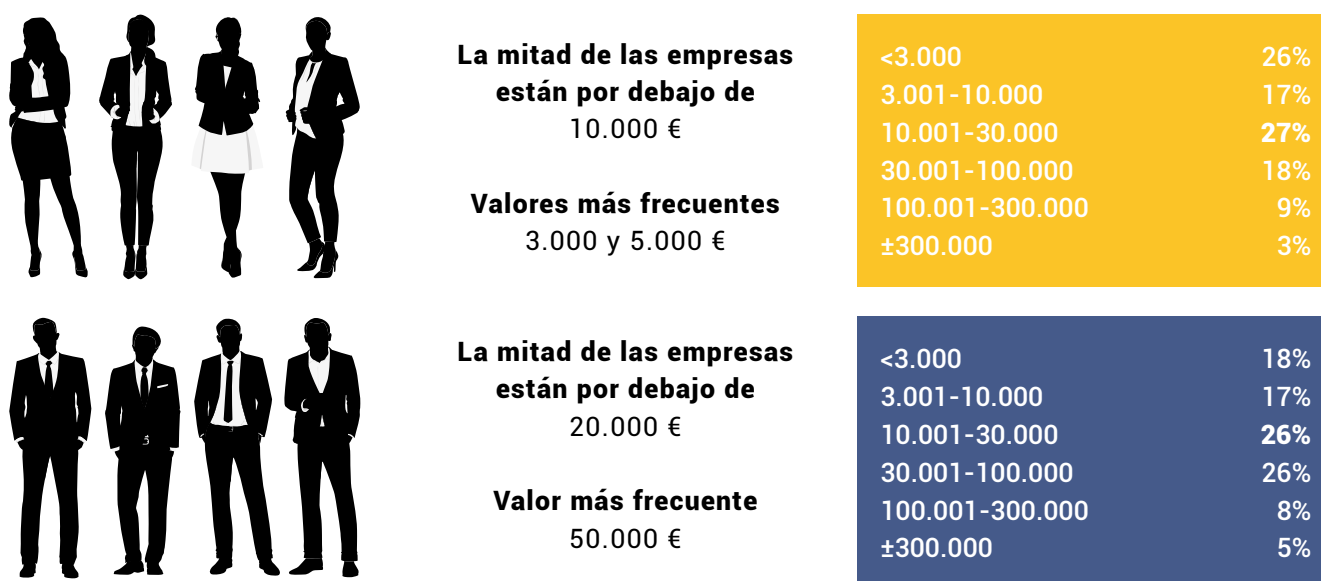 La mitad de las empresas
están por debajo de
10.000 €
Valores más frecuentes
3.000 y 5.000 €
<3.000 26%
3.001-10.000 17%
10.001-30.000 27%
30.001-100.000 18%
100.001-300.000 9%
±300.000 3%
La mitad de las empresas
están por debajo de
20.000 €
Valor más frecuente
50.000 €
<3.000 18%
3.001-10.000 17%
10.001-30.000 26%
30.001-100.000 26%
100.001-300.000 8%
±300.000 5%